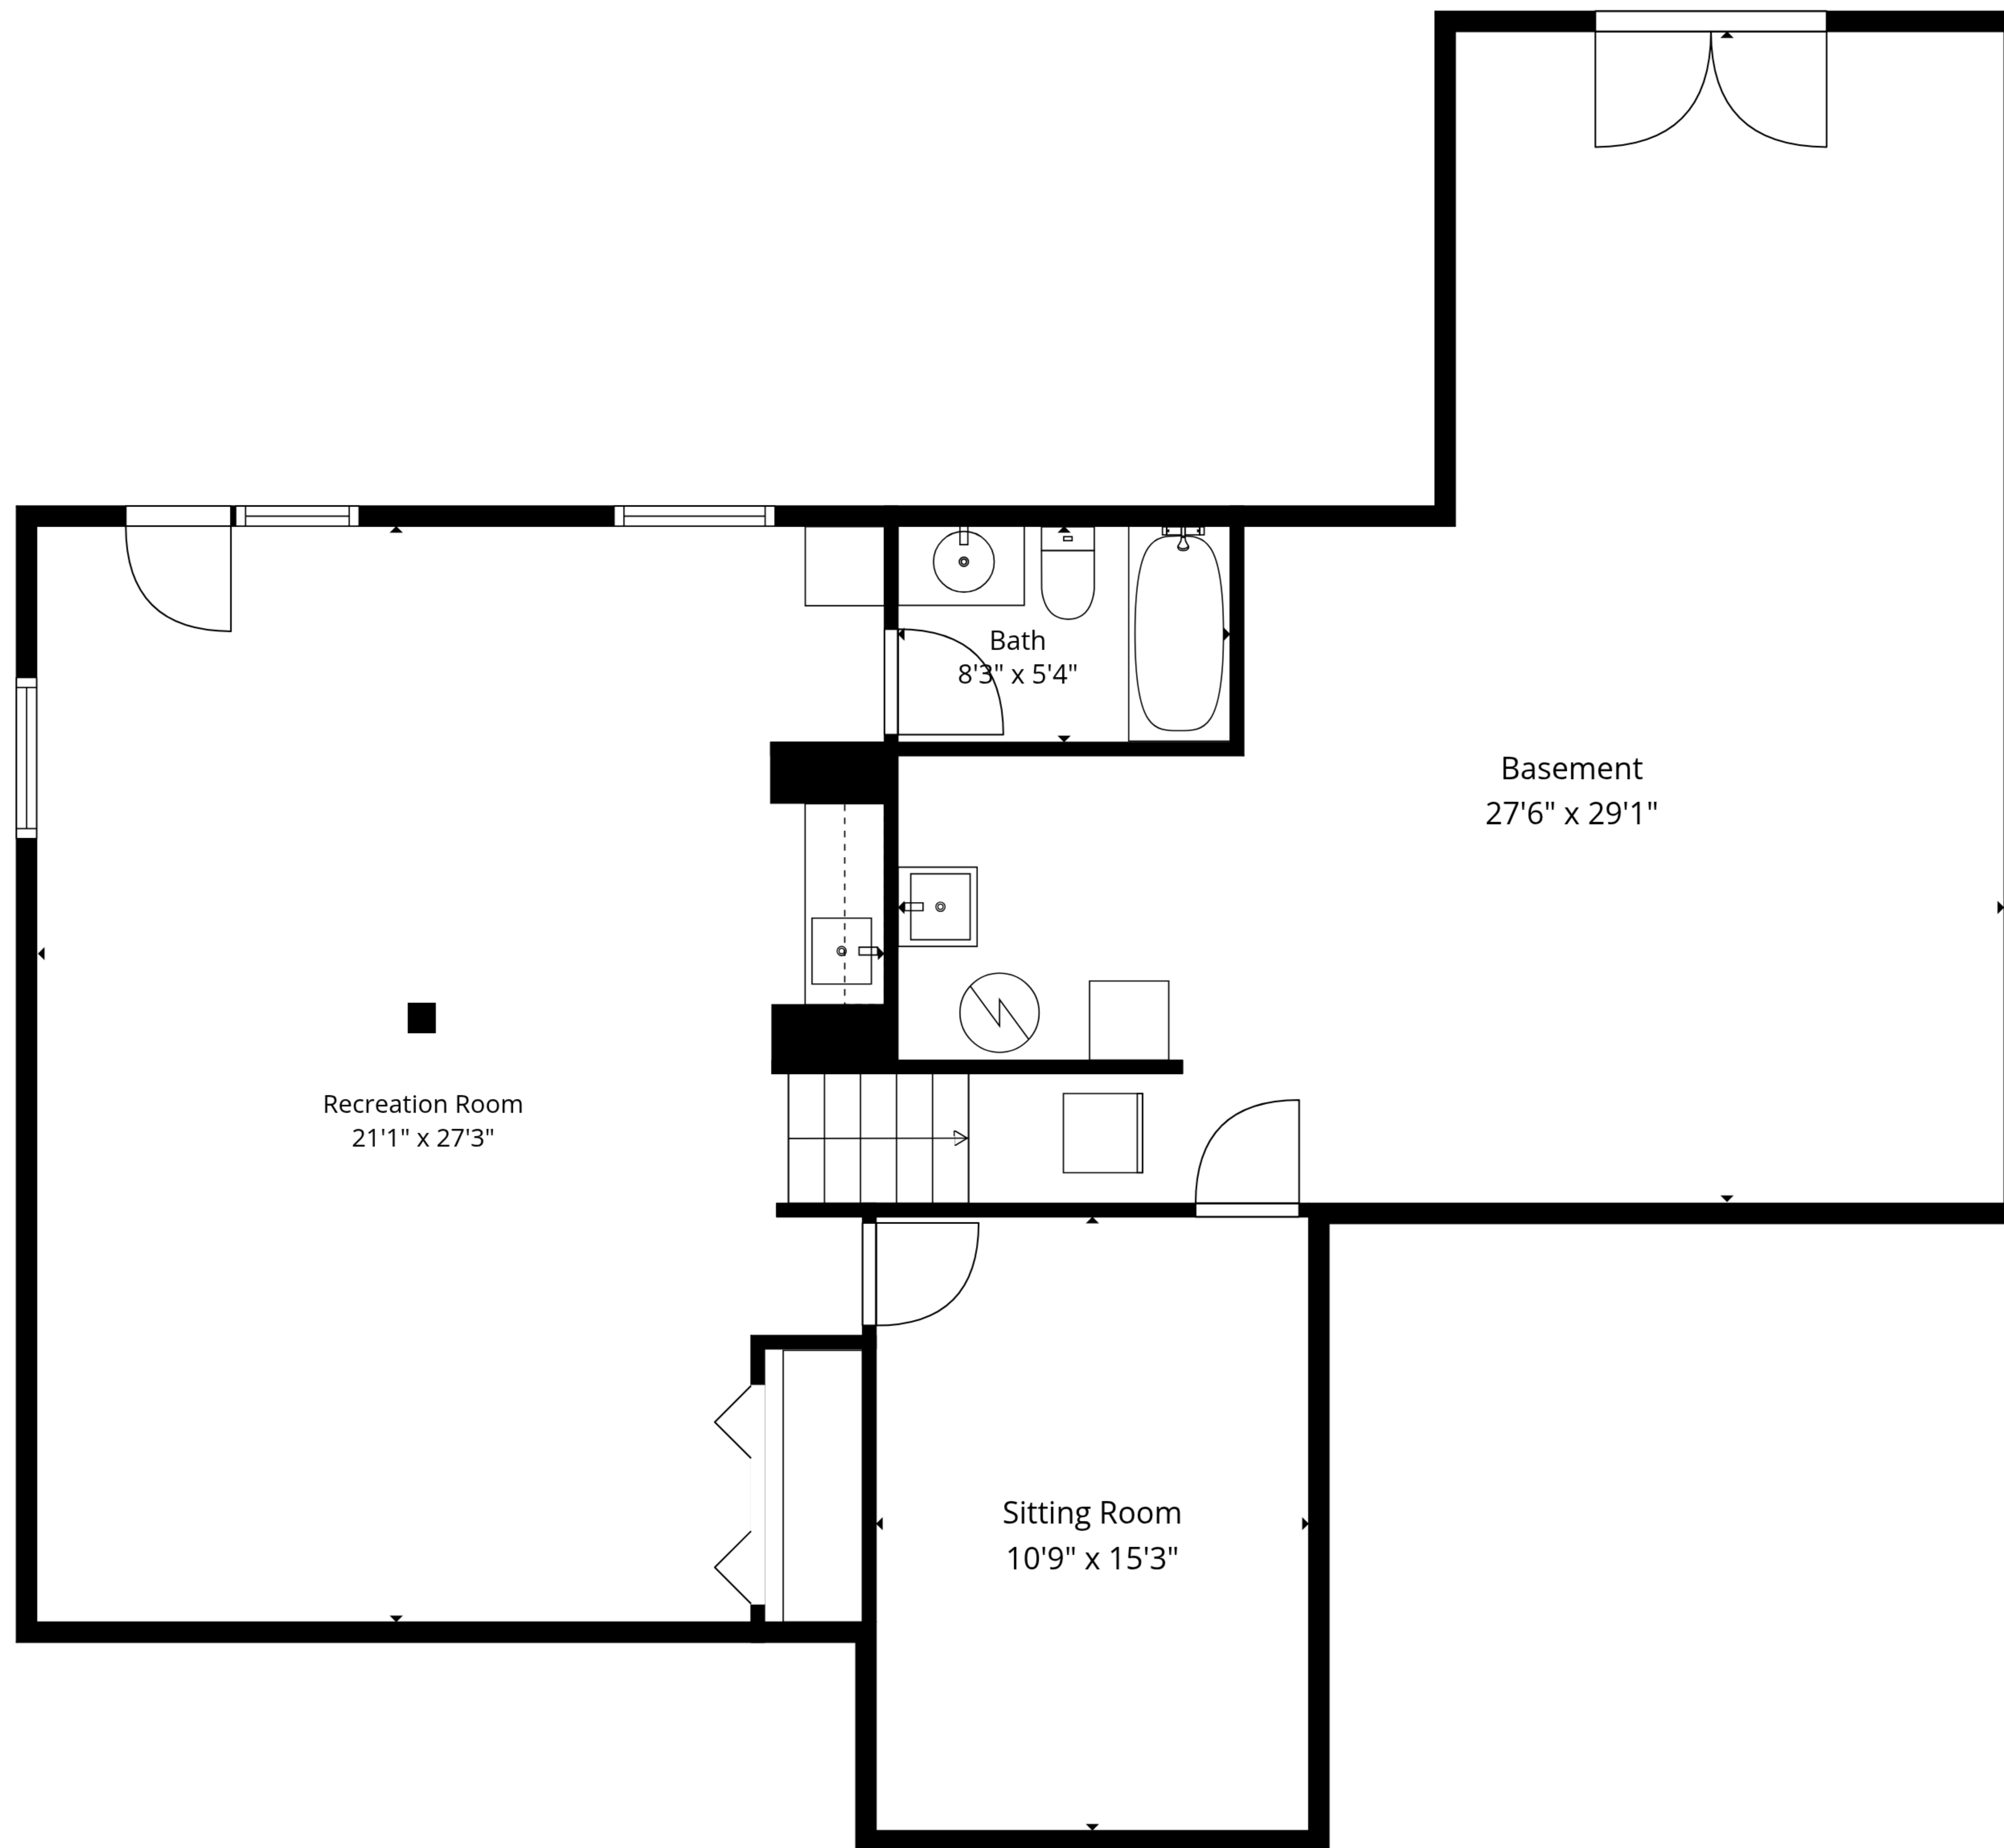 Bath
8'3" x 5'4"
Basement
27'6" x 29'1"
Recreation Room
21'1" x 27'3"
Sitting Room
10'9" x 15'3"